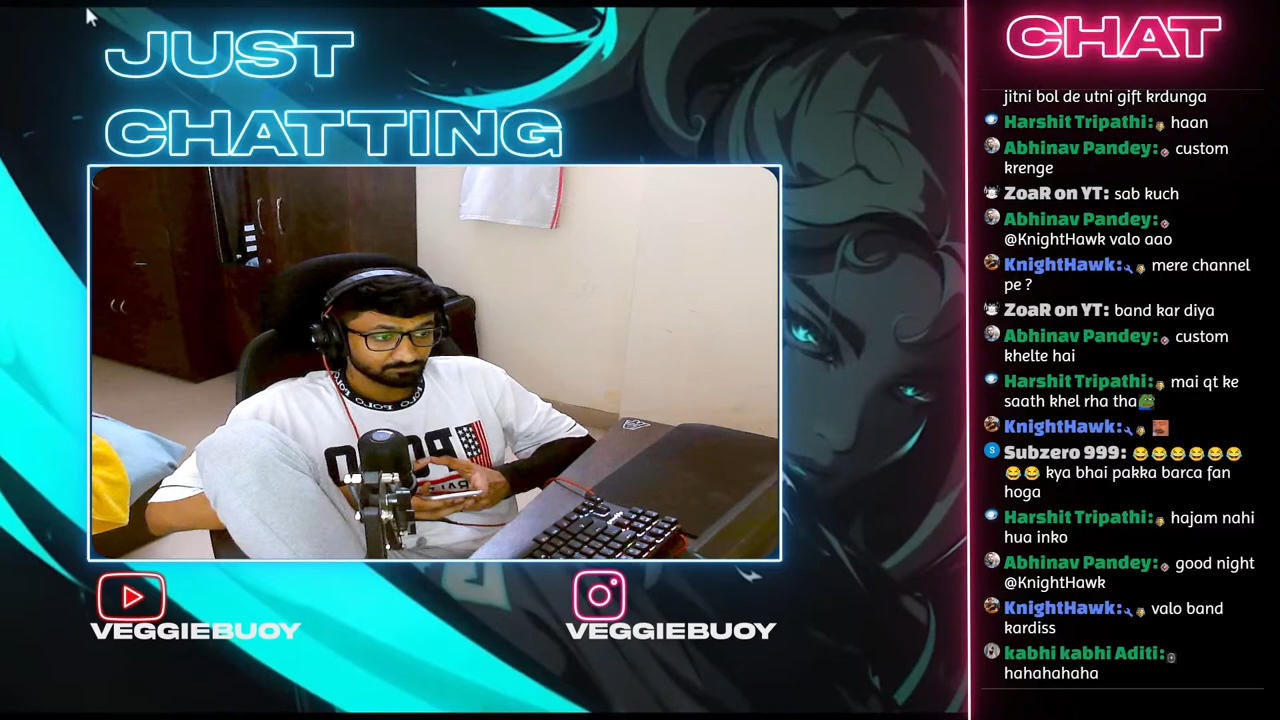 JUST
CHATTING
VEGGIEBUOY
VEGGIEBUOY
CHAT
jitni bol de utni gift krdunga
Harshit Tripathi: haan
Abhinav Pandey: custom
krenge
ZoaR on YT: sab kuch
Abhinav Pandey:
@KnightHawk valo aao
KnightHawk: mere channel
pe ?
ZoaR on YT: band kar diya
Abhinav Pandey: custom
khelte hai
Harshit Tripathi: mai qt ke
saath khel rha tha
KnightHawk:
Subzero 999: 😂😂😂😂😂😂
😂😂 kya bhai pakka barca fan
hoga
Harshit Tripathi: hajam nahi
hua inko
Abhinav Pandey: good night
@KnightHawk
KnightHawk: valo band
kardiss
kabhi kabhi Aditi:
hahahahaha